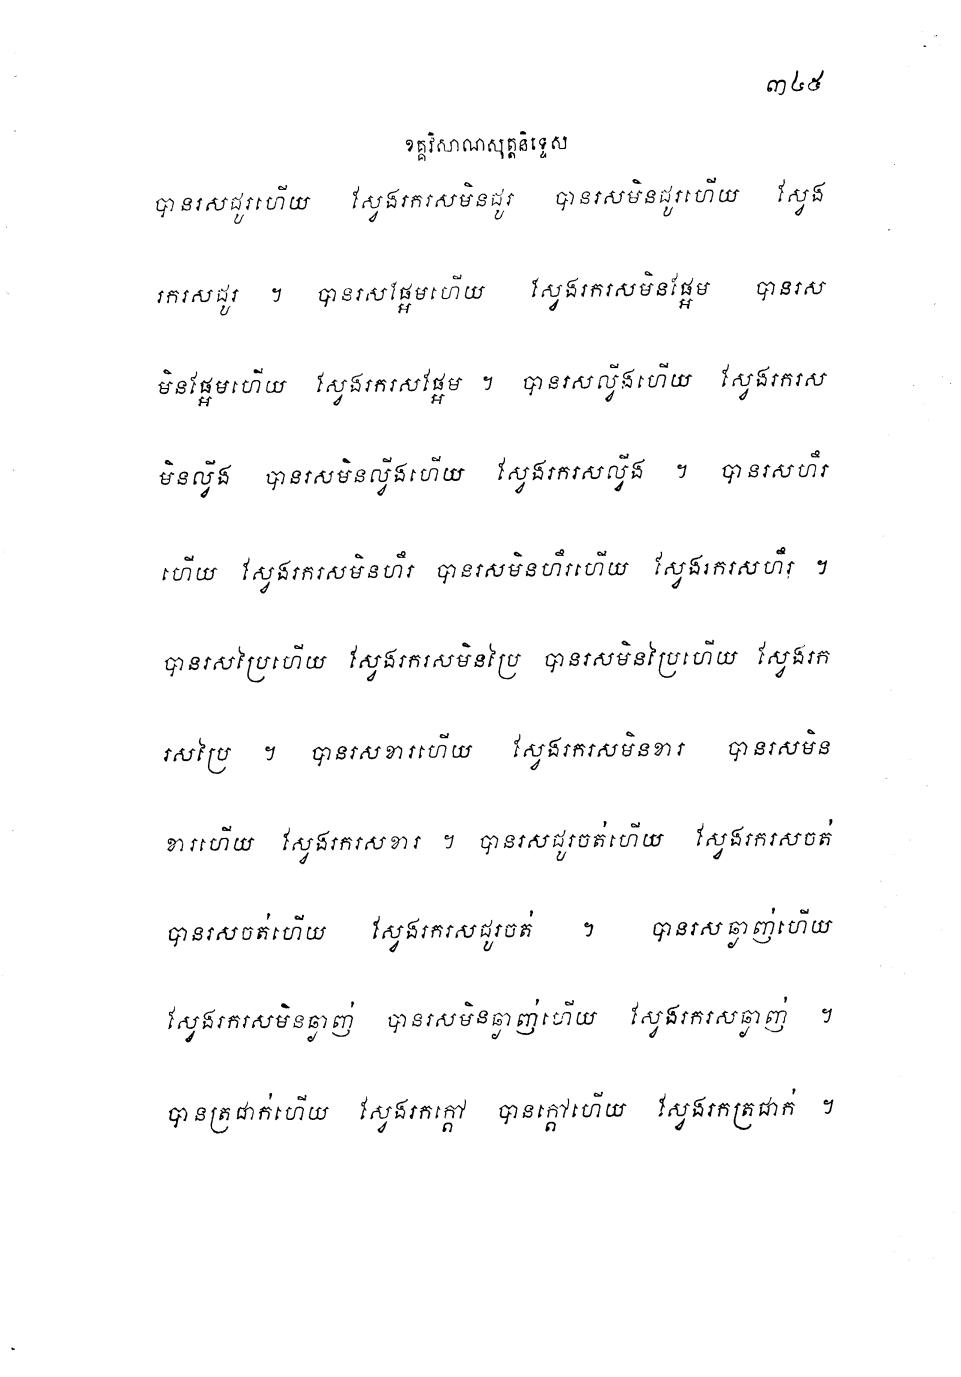 ៣៤៥
ខគ្គវិសាណសុត្តនិទ្ទេស
បានរសជូរហើយ ស្វែងរករសមិនជូរ បានរសមិនជូរហើយ ស្វែង
រករសជូរ ។ បានរសផ្អែមហើយ ស្វែងរករសមិនផ្អែម បានរស
មិនផ្អែមហើយ ស្វែងរករសផ្អែម ។ បានរសល្វីងហើយ ស្វែងរករស
មិនល្វីង បានរសមិនល្វីងហើយ ស្វែងរករសល្វីង ។ បានរសហឹរ
ហើយ ស្វែងរករសមិនហឹរ បានរសមិនហឹរហើយ ស្វែងរករសហឹរ ។
បានរសប្រៃហើយ ស្វែងរករសមិនប្រៃ បានរសមិនប្រៃហើយ ស្វែងរក
រសប្រៃ ។ បានរសខារហើយ ស្វែងរករសមិនខារ បានរសមិន
ខារហើយ ស្វែងរករសខារ ។ បានរសជូរចត់ហើយ ស្វែងរករសចត់
បានរសចត់ហើយ ស្វែងរករសជូរចត់ ។ បានរសឆ្ងាញ់ហើយ
ស្វែងរករសមិនឆ្ងាញ់ បានរសមិនឆ្ងាញ់ហើយ ស្វែងរករសឆ្ងាញ់ ។
បានត្រជាក់ហើយ ស្វែងរកក្តៅ បានក្តៅហើយ ស្វែងរកត្រជាក់ ។